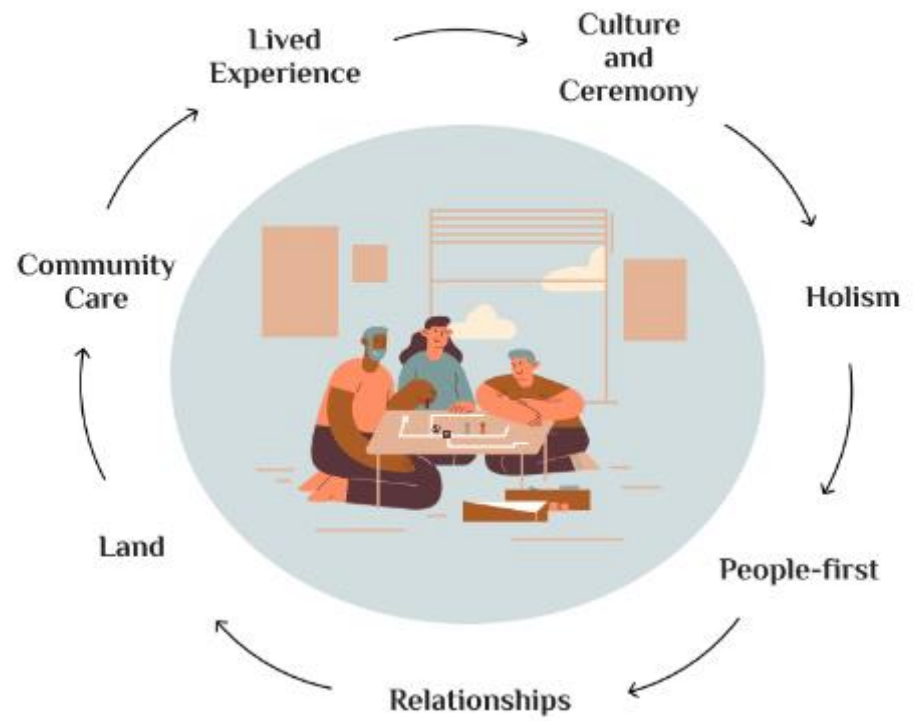 Lived
Experience
Culture
and
Ceremony
Holism
People-first
Relationships
Land
Community
Care